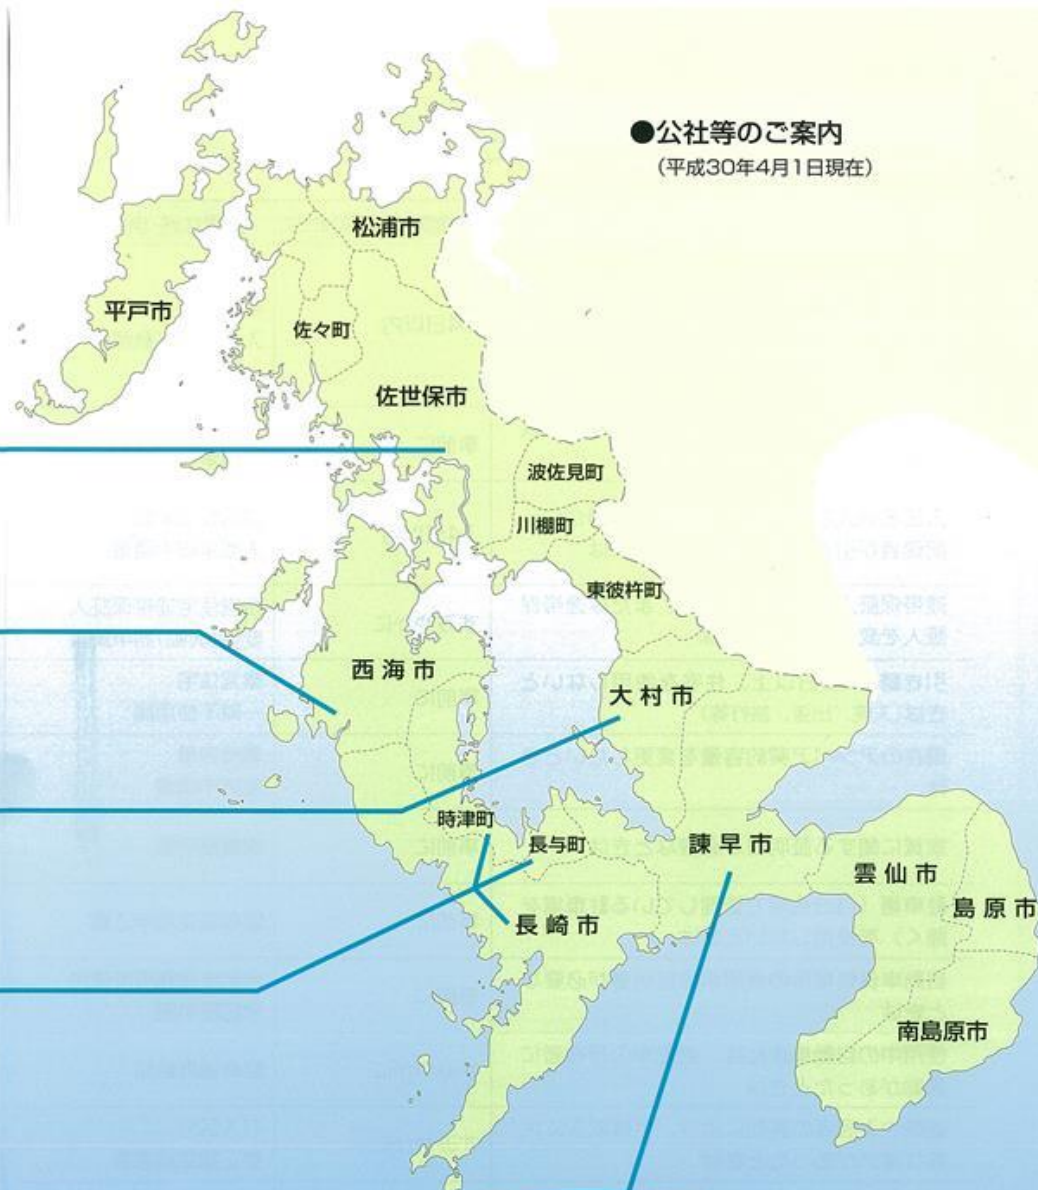 ●公社等のご案内
(平成30年4月1日現在)
松浦市
平戸市
佐々町
佐世保市
波佐見町
川棚町
東彼杵町
西海市
大村市
時津町
長与町
諫早市
雲仙市
島原市
長崎市
南島原市